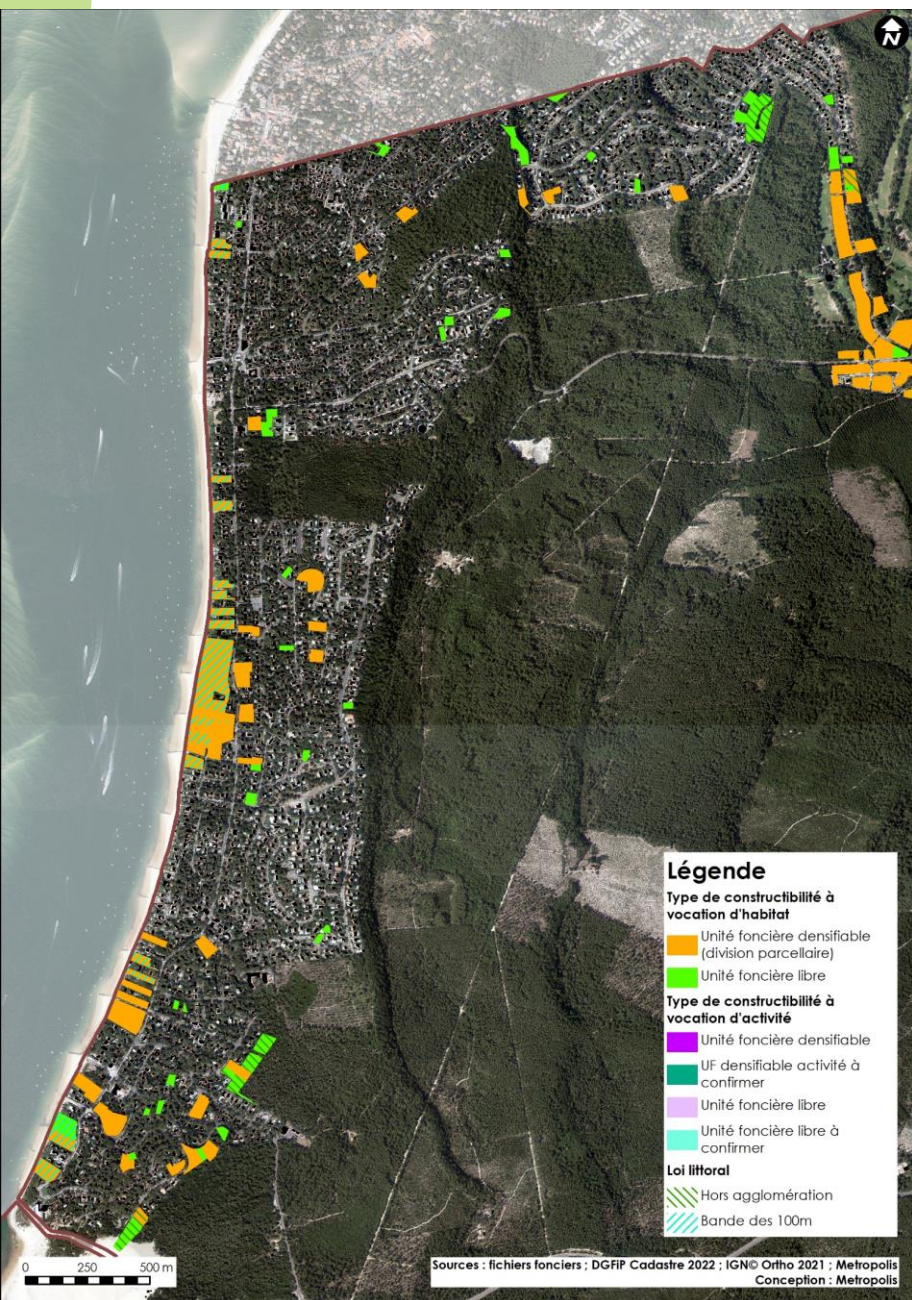 N
Légende
Type de constructibilité à
vocation d'habitat
Unité foncière densifiable
(division parcellaire)
Unité foncière libre
Type de constructibilité à
vocation d'activité
Unité foncière densifiable
UF densifiable activité à
confirmer
Unité foncière libre
Unité foncière libre à
confirmer
Loi littoral
Hors agglomération
Bande des 100m
0 250 500 m
Sources : fichiers fonciers ; DGFiP Cadastre 2022 ; IGN© Ortho 2021 ; Metropolis
Conception : Metropolis